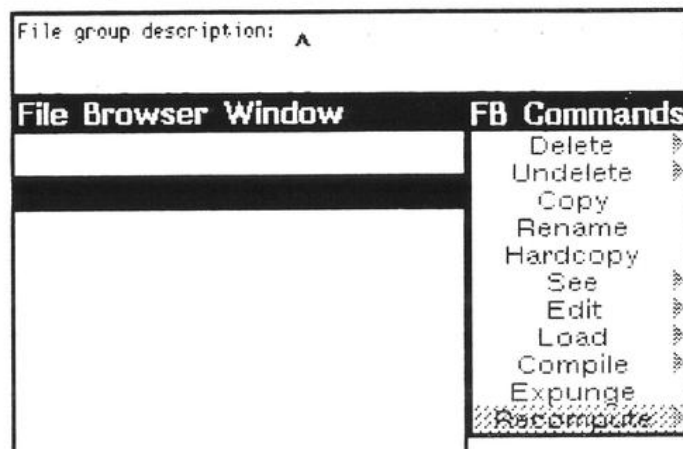 File group description:
File Browser Window
FB Commands
Delete
Undelete
Copy
Rename
Hardcopy
See
Edit
Load
Compile
Expunge
Recompute